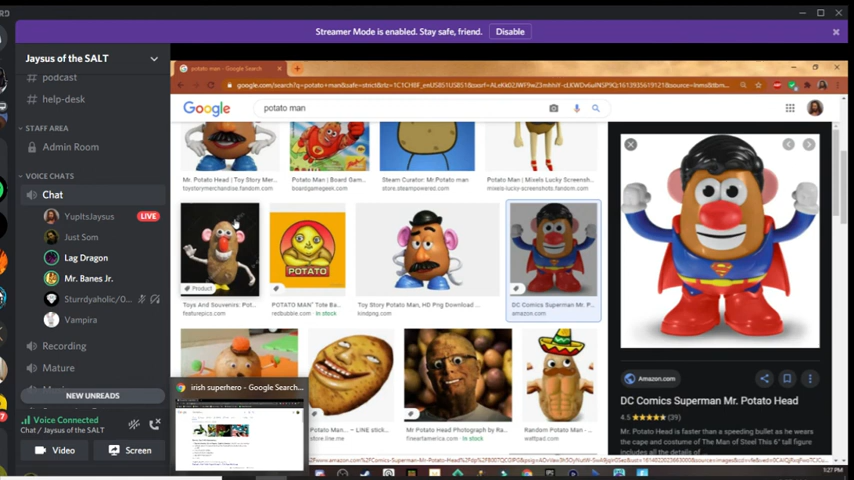 Streamer Mode is enabled. Stay safe, friend.
Disable
Jaysus of the SALT
podcast
help-desk
STAFF AREA
Admin Room
VOICE CHATS
Chat
YupItsJaysus
LIVE
Just Som
Lag Dragon
Mr. Banes Jr.
Sturrdyaholic/0...
Vampira
Recording
Mature
NEW UNREADS
Voice Connected
Chat / Jaysus of the SALT
Video
Screen
potato man - Google Search
Google
potato man
Mr. Potato Head | Toy Story Mer...
toystorymerchandise.fandom.com
Potato Man | Board Gam...
boardgamegeek.com
Steam Curator: Mr.Potato man
store.steampowered.com
Potato Man | Mixels Lucky Screensh...
mixels-lucky-screenshots.fandom.com
Product
POTATO
Toys And Souvenirs: Pot...
featurepics.com
POTATO MAN" Tote Ba...
redbubble.com
In stock
Toy Story Potato Man, HD Png Download ...
kindpng.com
DC Comics Superman Mr. P...
amazon.com
irish superhero - Google Search...
Potato Man... – LINE stick...
store.line.me
Mr Potato Head Photograph by Ra...
fineartamerica.com
In stock
Random Potato Man - ...
wattpad.com
Amazon.com
DC Comics Superman Mr. Potato Head
4.5
(39)
Mr. Potato Head is faster than a speeding bullet as he wears
the cape and costume of The Man of Steel This 6" tall figure
includes all the details of...
1:27 PM